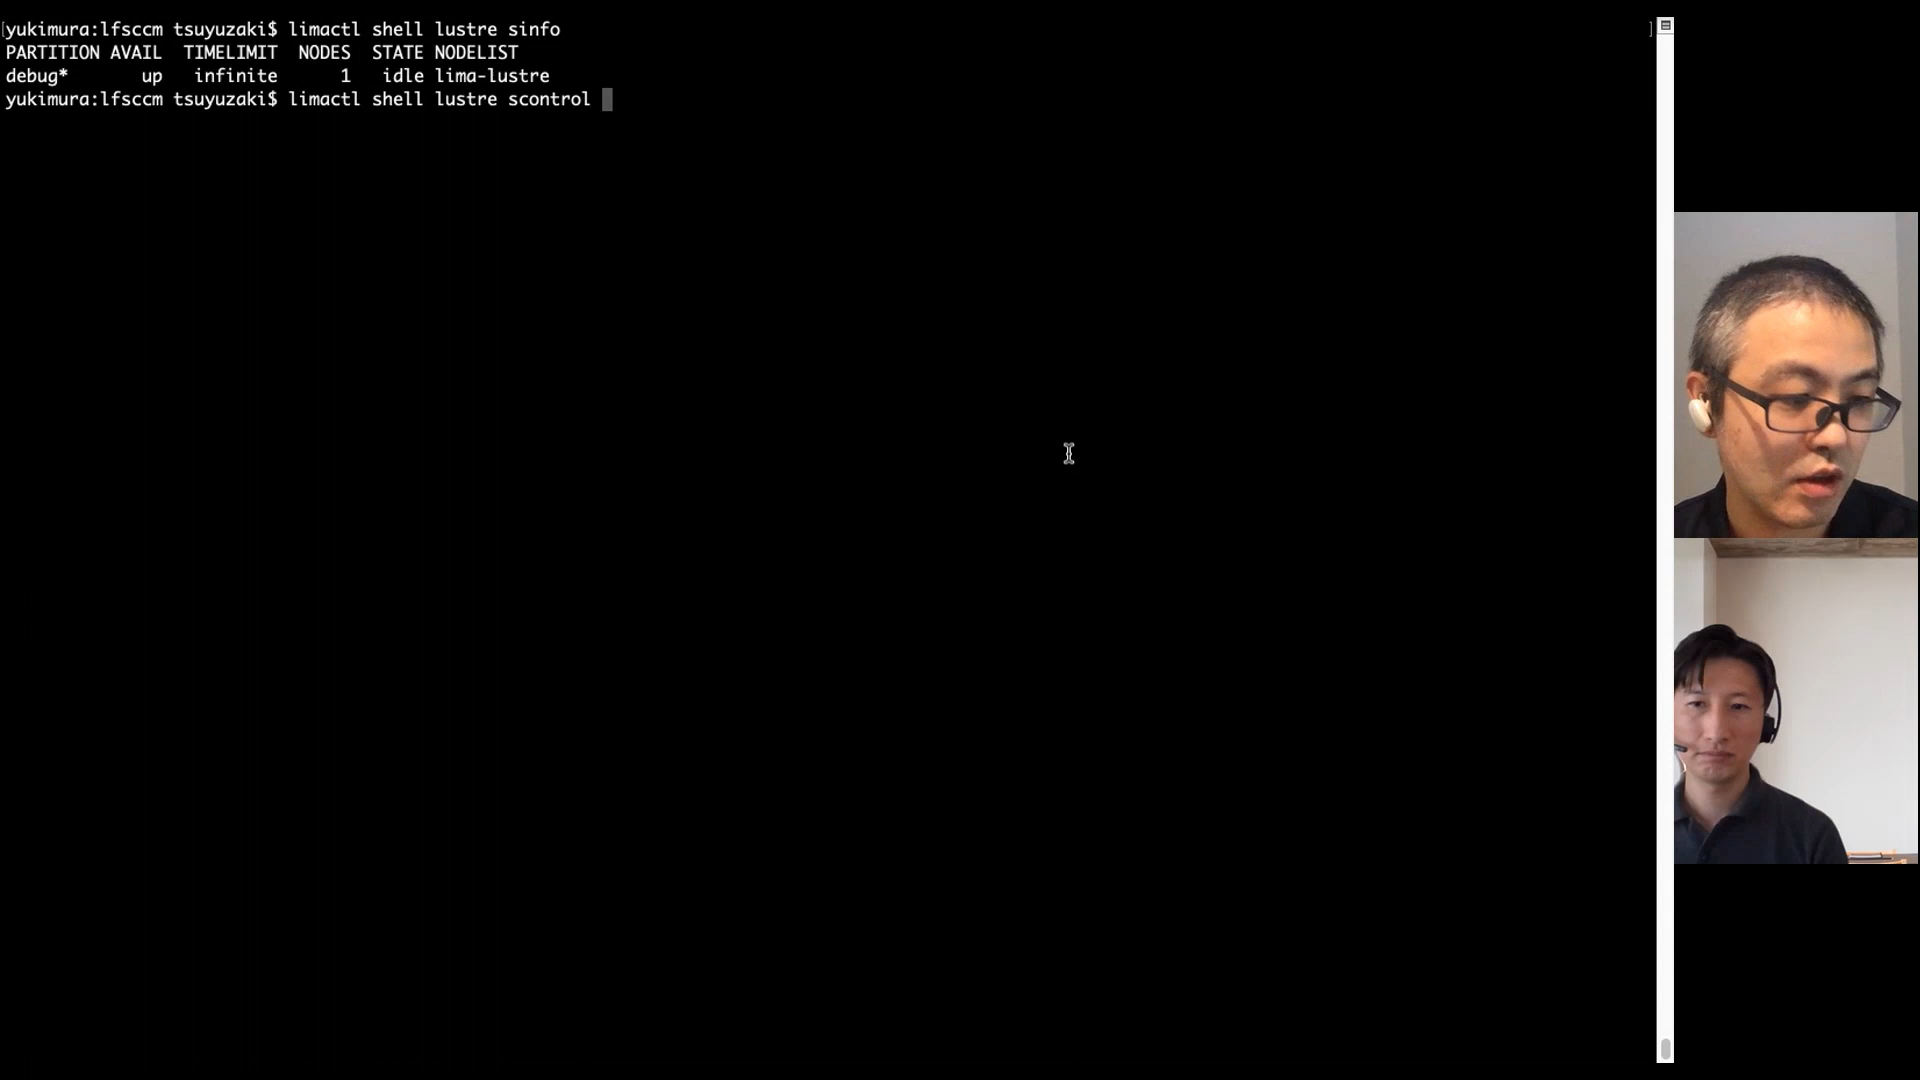 [yukimura:lfsccm tsuyuzaki$ limactl shell lustre sinfo ]
PARTITION AVAIL  TIMELIMIT  NODES  STATE NODELIST
debug*       up   infinite      1   idle lima-lustre
yukimura:lfsccm tsuyuzaki$ limactl shell lustre scontrol